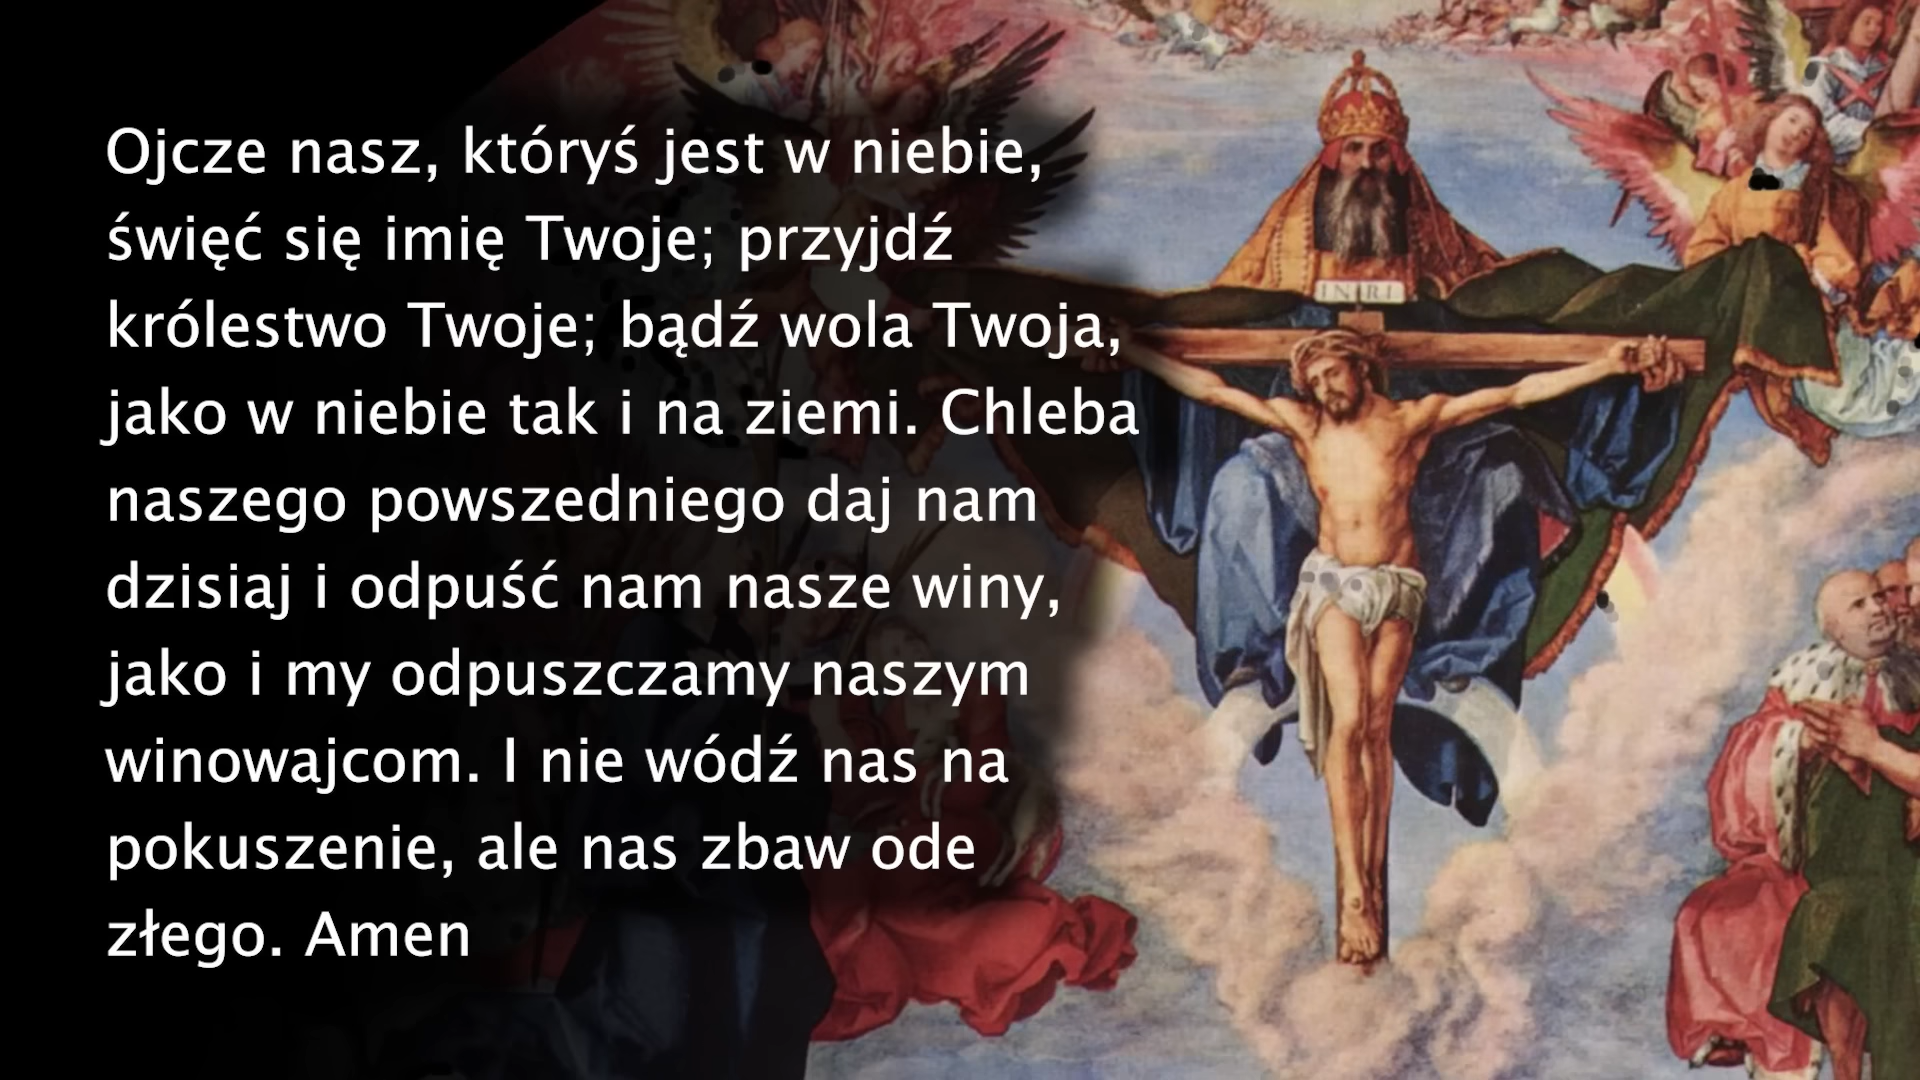 Ojcze nasz, któryś jest w niebie,
święć się imię Twoje; przyjdź
królestwo Twoje; bądź wola Twoja,
jako w niebie tak i na ziemi. Chleba
naszego powszedniego daj nam
dzisiaj i odpuść nam nasze winy,
jako i my odpuszczamy naszym
winowajcom. I nie wódź nas na
pokuszenie, ale nas zbaw ode
złego. Amen
INRI